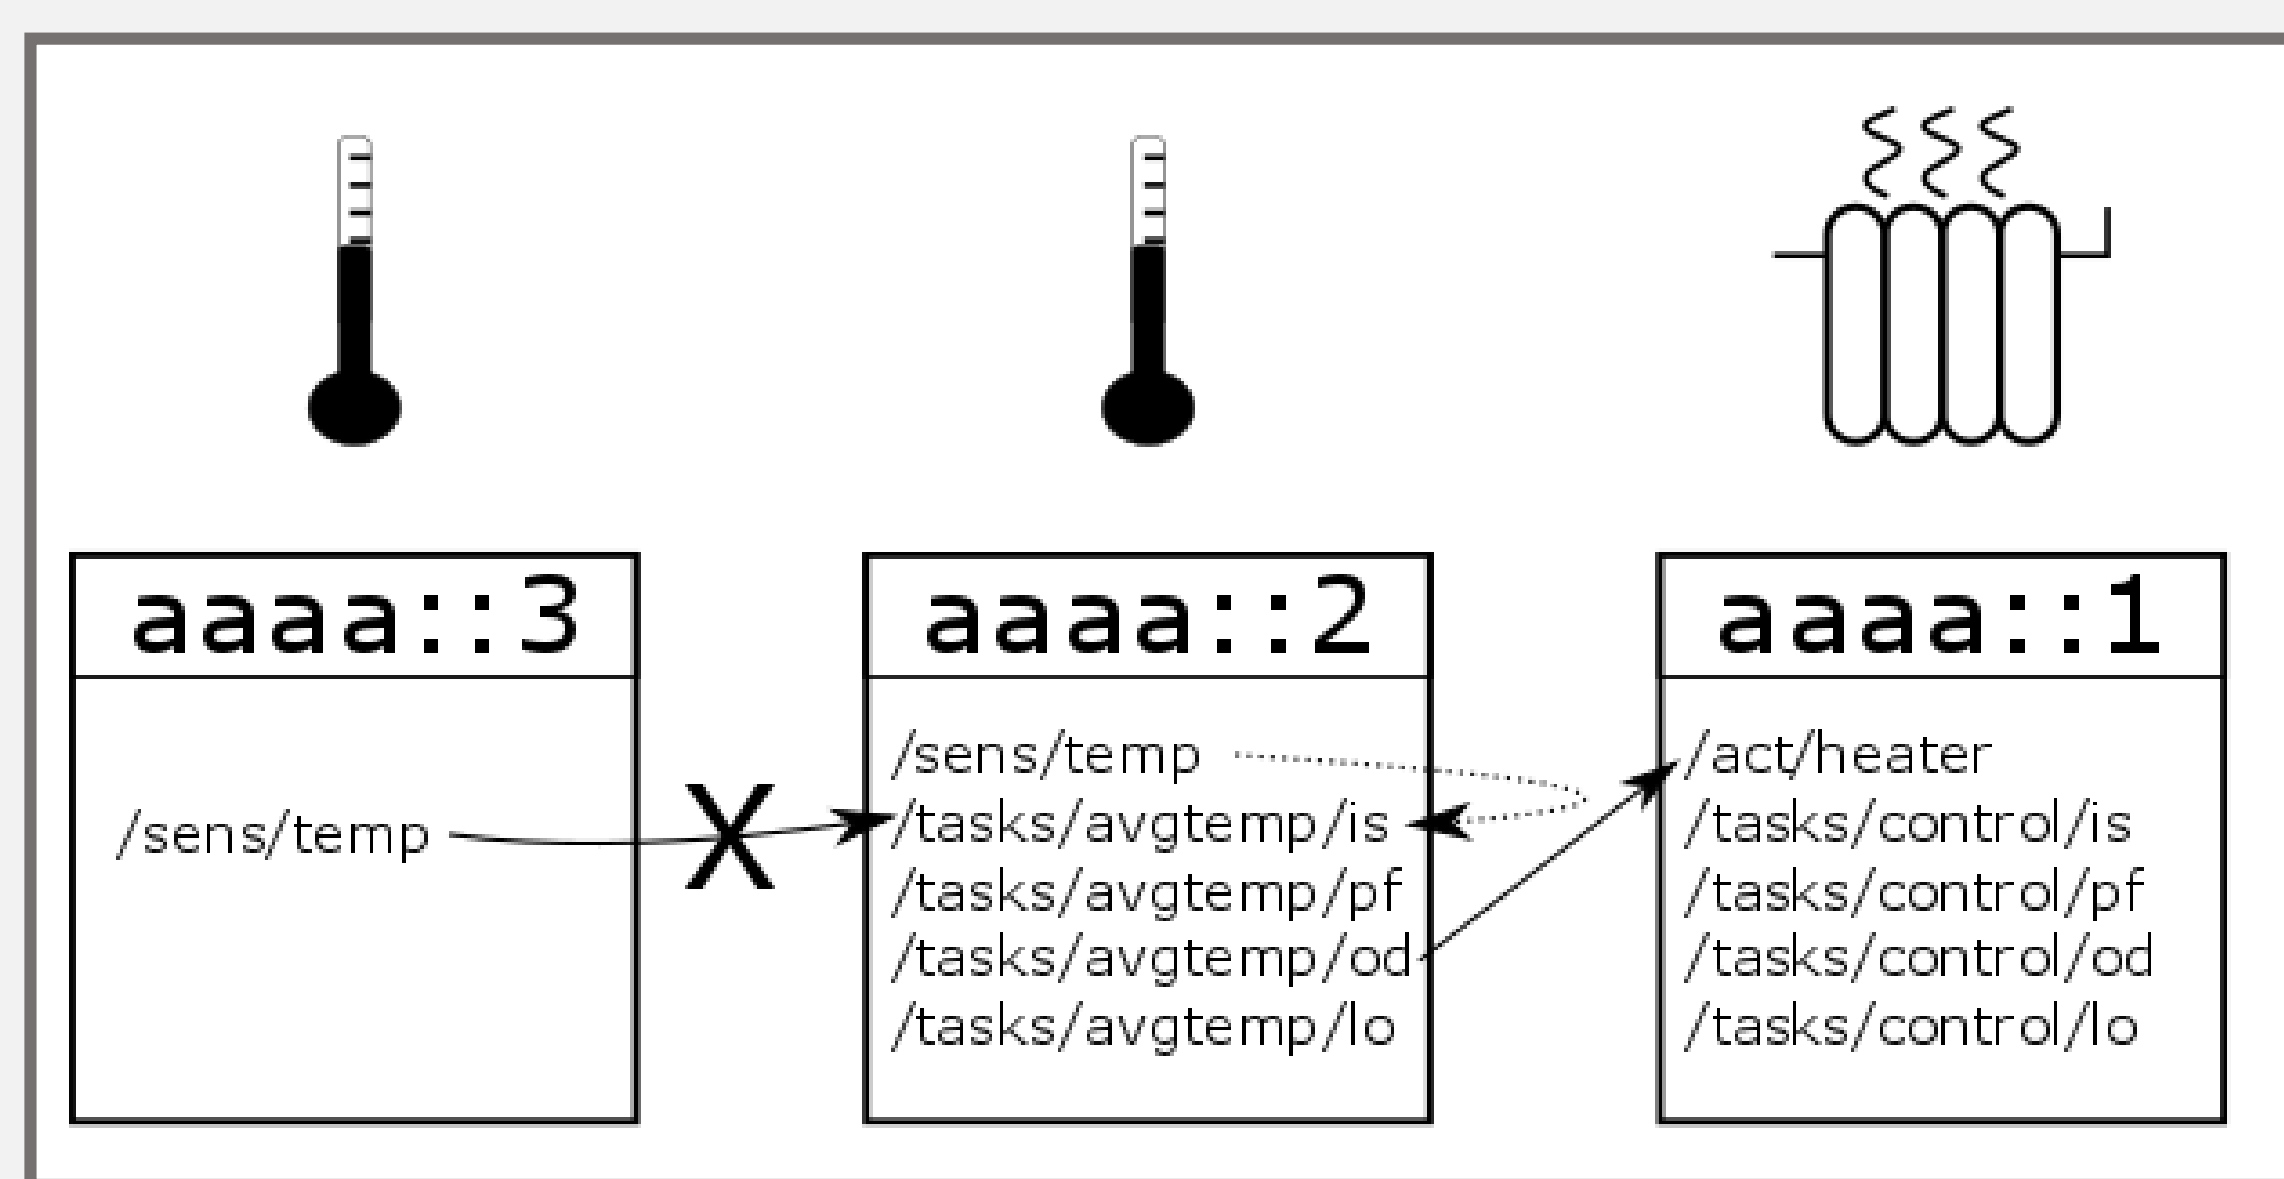 aaaa::3
/sens/temp
X
aaaa::2
/sens/temp
/tasks/avgtemp/is
/tasks/avgtemp/pf
/tasks/avgtemp/od
/tasks/avgtemp/lo
aaaa::1
/act/heater
/tasks/control/is
/tasks/control/pf
/tasks/control/od
/tasks/control/lo